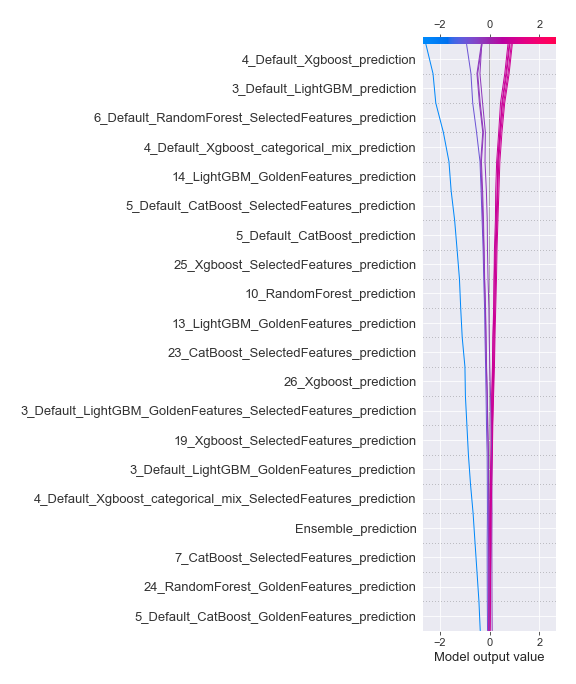 −2 0 2
4_Default_Xgboost_prediction
3_Default_LightGBM_prediction
6_Default_RandomForest_SelectedFeatures_prediction
4_Default_Xgboost_categorical_mix_prediction
14_LightGBM_GoldenFeatures_prediction
5_Default_CatBoost_SelectedFeatures_prediction
5_Default_CatBoost_prediction
25_Xgboost_SelectedFeatures_prediction
10_RandomForest_prediction
13_LightGBM_GoldenFeatures_prediction
23_CatBoost_SelectedFeatures_prediction
26_Xgboost_prediction
3_Default_LightGBM_GoldenFeatures_SelectedFeatures_prediction
19_Xgboost_SelectedFeatures_prediction
3_Default_LightGBM_GoldenFeatures_prediction
4_Default_Xgboost_categorical_mix_SelectedFeatures_prediction
Ensemble_prediction
7_CatBoost_SelectedFeatures_prediction
24_RandomForest_GoldenFeatures_prediction
5_Default_CatBoost_GoldenFeatures_prediction
−2 0 2
Model output value